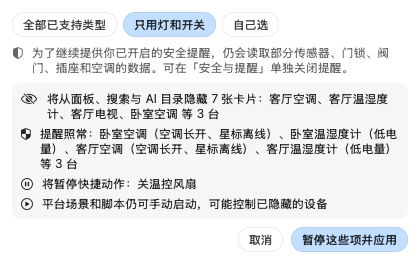 全部已支持类型 只用灯和开关 自己选
为了继续提供你已开启的安全提醒，仍会读取部分传感器、门锁、阀
门、插座和空调的数据。可在「安全与提醒」单独关闭提醒。
将从面板、搜索与 AI 目录隐藏 7 张卡片：客厅空调、客厅温湿度
计、客厅电视、卧室空调 等 3 台
提醒照常：卧室空调（空调长开、星标离线）、卧室温湿度计（低电
量）、客厅空调（空调长开、星标离线）、客厅温湿度计（低电量）
等 3 台
将暂停快捷动作：关温控风扇
平台场景和脚本仍可手动启动，可能控制已隐藏的设备
取消 暂停这些项并应用